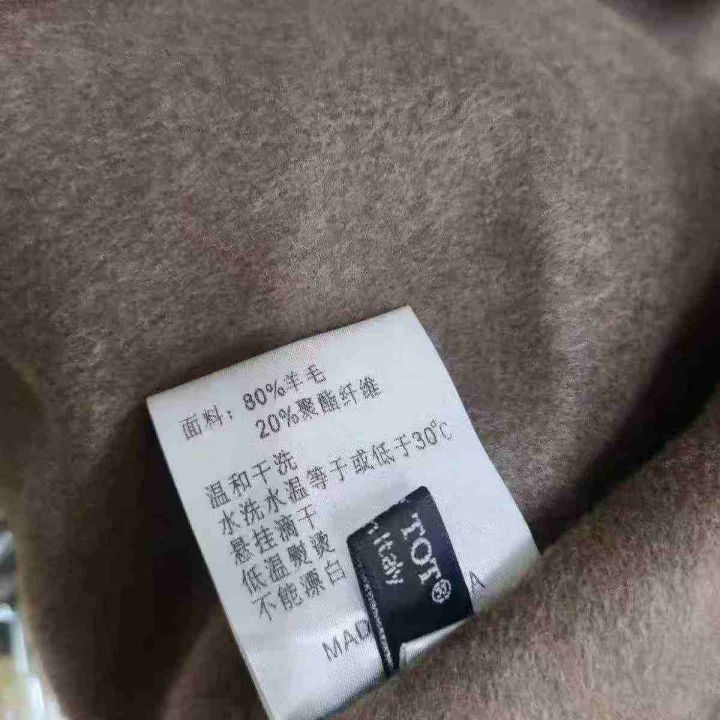 面料：80%羊毛
20%聚酯纤维
温和干洗
水洗水温等于或低于30℃
悬挂滴干
低温熨烫
不能漂白
MAD
A
TOT®
Italy